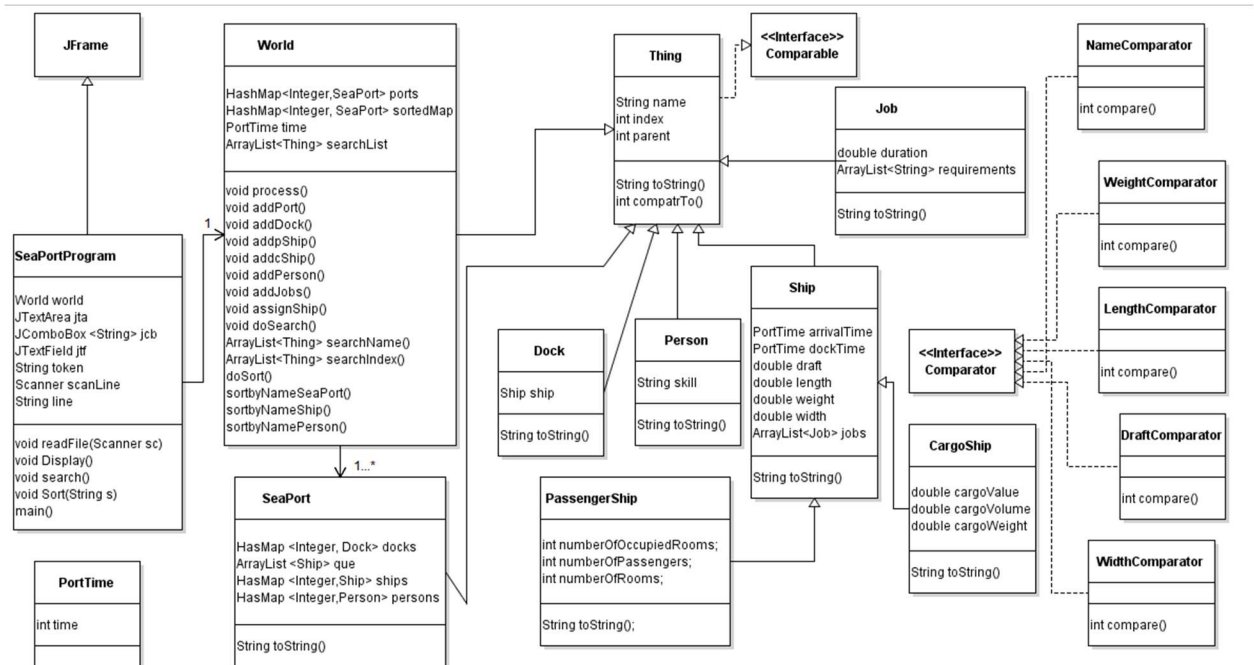 JFrame
World
HashMap<Integer,SeaPort> ports
HashMap<Integer, SeaPort> sortedMap
PortTime time
ArrayList<Thing> searchList
void process()
void addPort()
void addDock()
void addpShip()
void addcShip()
void addPerson()
void addJobs()
void assignShip()
void doSearch()
ArrayList<Thing> searchName()
ArrayList<Thing> searchIndex()
doSort()
sortbyNameSeaPort()
sortbyNameShip()
sortbyNamePerson()
Thing
String name
int index
int parent
String toString()
int compatrTo()
<<Interface>>
Comparable
Job
double duration
ArrayList<String> requirements
String toString()
NameComparator
int compare()
WeightComparator
int compare()
LengthComparator
int compare()
DraftComparator
int compare()
WidthComparator
int compare()
<<Interface>>
Comparator
SeaPortProgram
World world
JTextArea jta
JComboBox <String> jcb
JTextField jtf
String token
Scanner scanLine
String line
void readFile(Scanner sc)
void Display()
void search()
void Sort(String s)
main()
1
1...*
Dock
Ship ship
String toString()
Person
String skill
String toString()
Ship
PortTime arrivalTime
PortTime dockTime
double draft
double length
double weight
double width
ArrayList<Job> jobs
String toString()
CargoShip
double cargoValue
double cargoVolume
double cargoWeight
String toString()
SeaPort
HasMap <Integer, Dock> docks
ArrayList <Ship> que
HasMap <Integer,Ship> ships
HasMap <Integer,Person> persons
String toString()
PassengerShip
int numberOfOccupiedRooms;
int numberOfPassengers;
int numberOfRooms;
String toString();
PortTime
int time